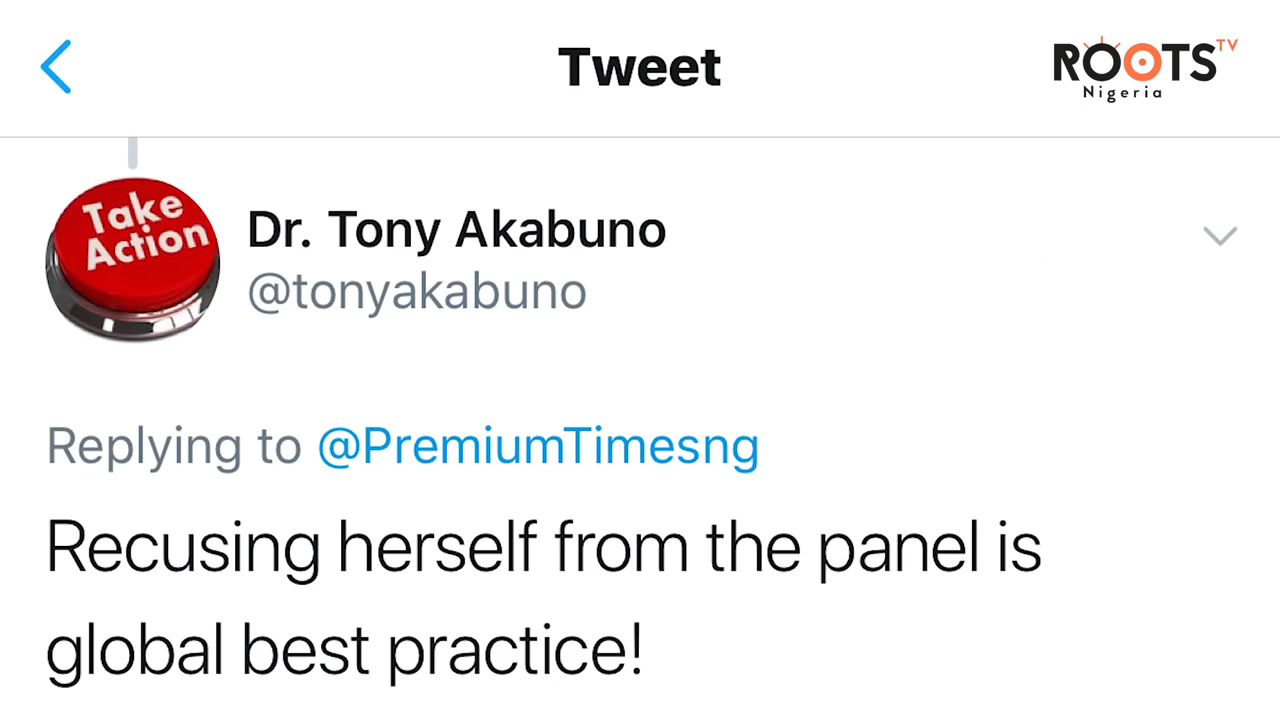 Tweet
ROOTS TV
Nigeria
Take
Action
Dr. Tony Akabuno
@tonyakabuno
Replying to @PremiumTimesng
Recusing herself from the panel is
global best practice!